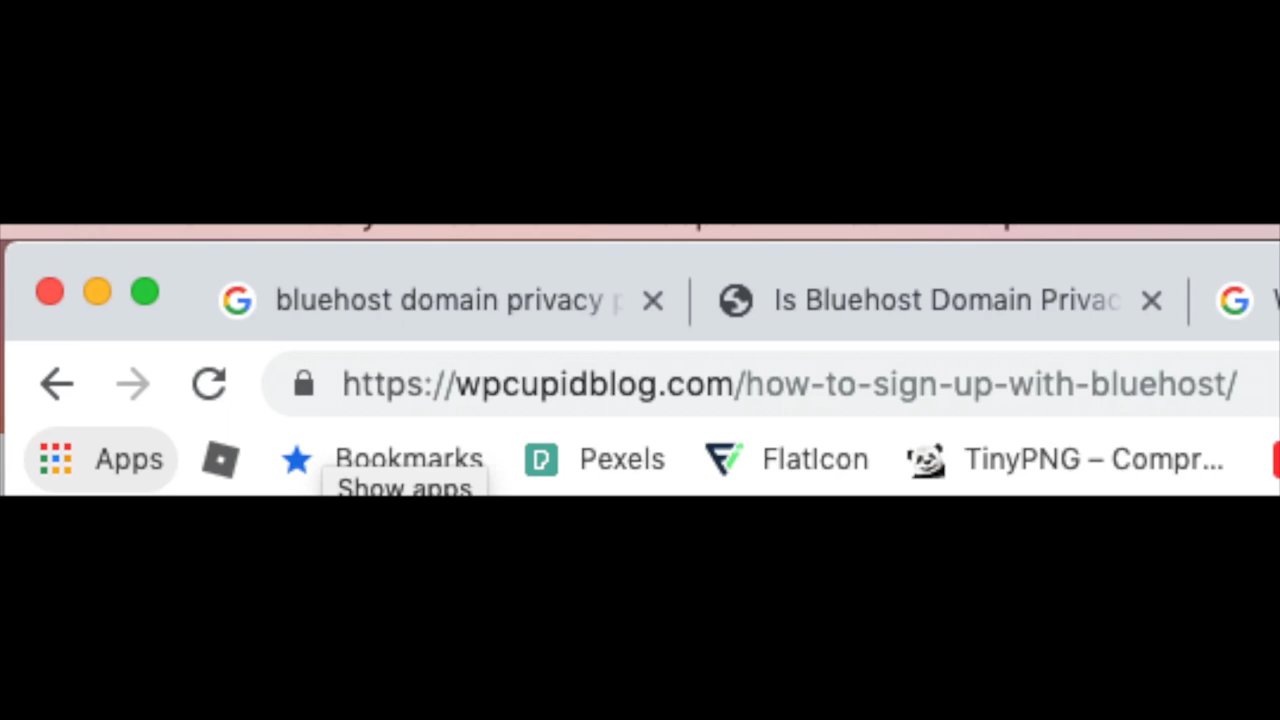 bluehost domain privacy
Is Bluehost Domain Privac
https://wpcupidblog.com/how-to-sign-up-with-bluehost/
Apps Bookmarks Pexels FlatIcon TinyPNG – Compr...
Show apps